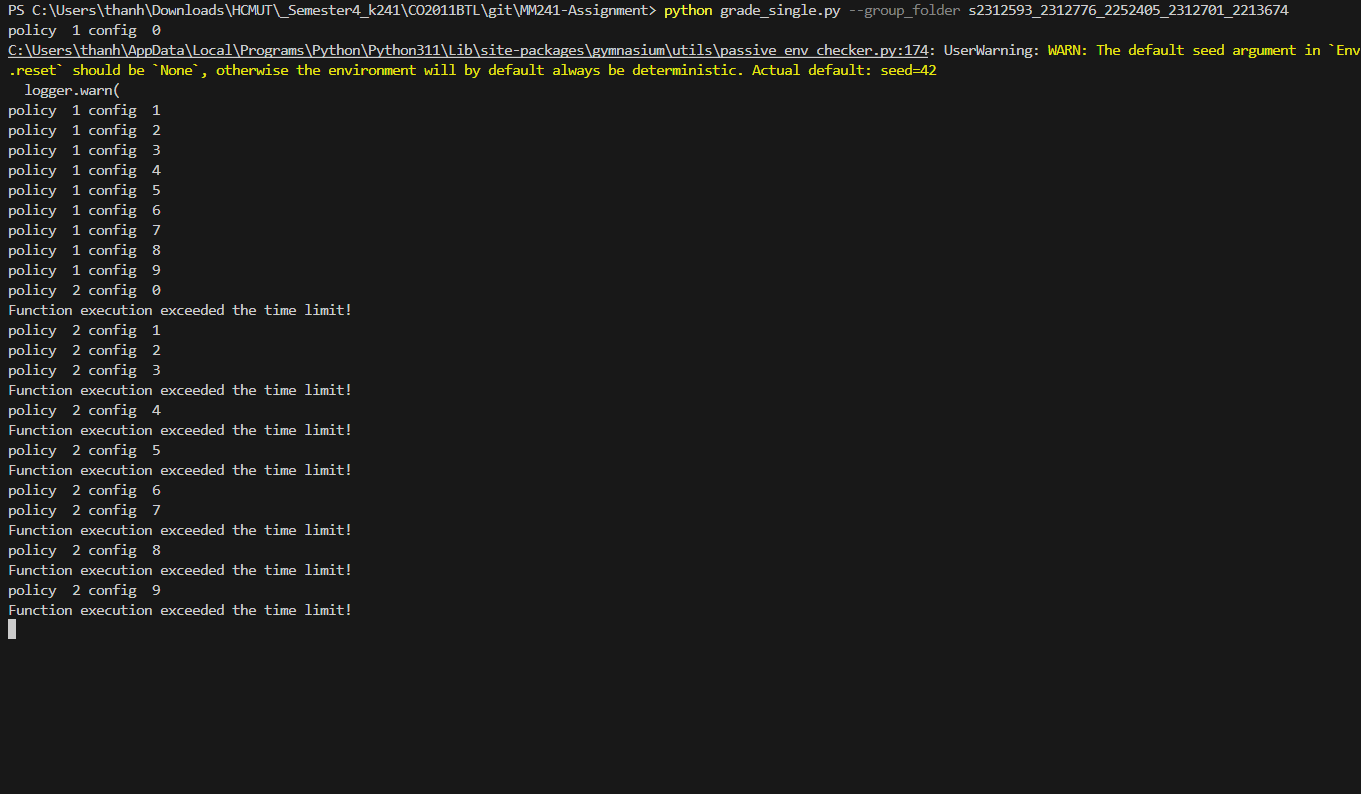 PS C:\Users\thanh\Downloads\HCMUT\_Semester4_k241\CO2011BTL\git\MM241-Assignment> python grade_single.py --group_folder s2312593_2312776_2252405_2312701_2213674
policy  1 config  0
C:\Users\thanh\AppData\Local\Programs\Python\Python311\Lib\site-packages\gymnasium\utils\passive_env_checker.py:174: UserWarning: WARN: The default seed argument in `Env
.reset` should be `None`, otherwise the environment will by default always be deterministic. Actual default: seed=42
  logger.warn(
policy  1 config  1
policy  1 config  2
policy  1 config  3
policy  1 config  4
policy  1 config  5
policy  1 config  6
policy  1 config  7
policy  1 config  8
policy  1 config  9
policy  2 config  0
Function execution exceeded the time limit!
policy  2 config  1
policy  2 config  2
policy  2 config  3
Function execution exceeded the time limit!
policy  2 config  4
Function execution exceeded the time limit!
policy  2 config  5
Function execution exceeded the time limit!
policy  2 config  6
policy  2 config  7
Function execution exceeded the time limit!
policy  2 config  8
Function execution exceeded the time limit!
policy  2 config  9
Function execution exceeded the time limit!